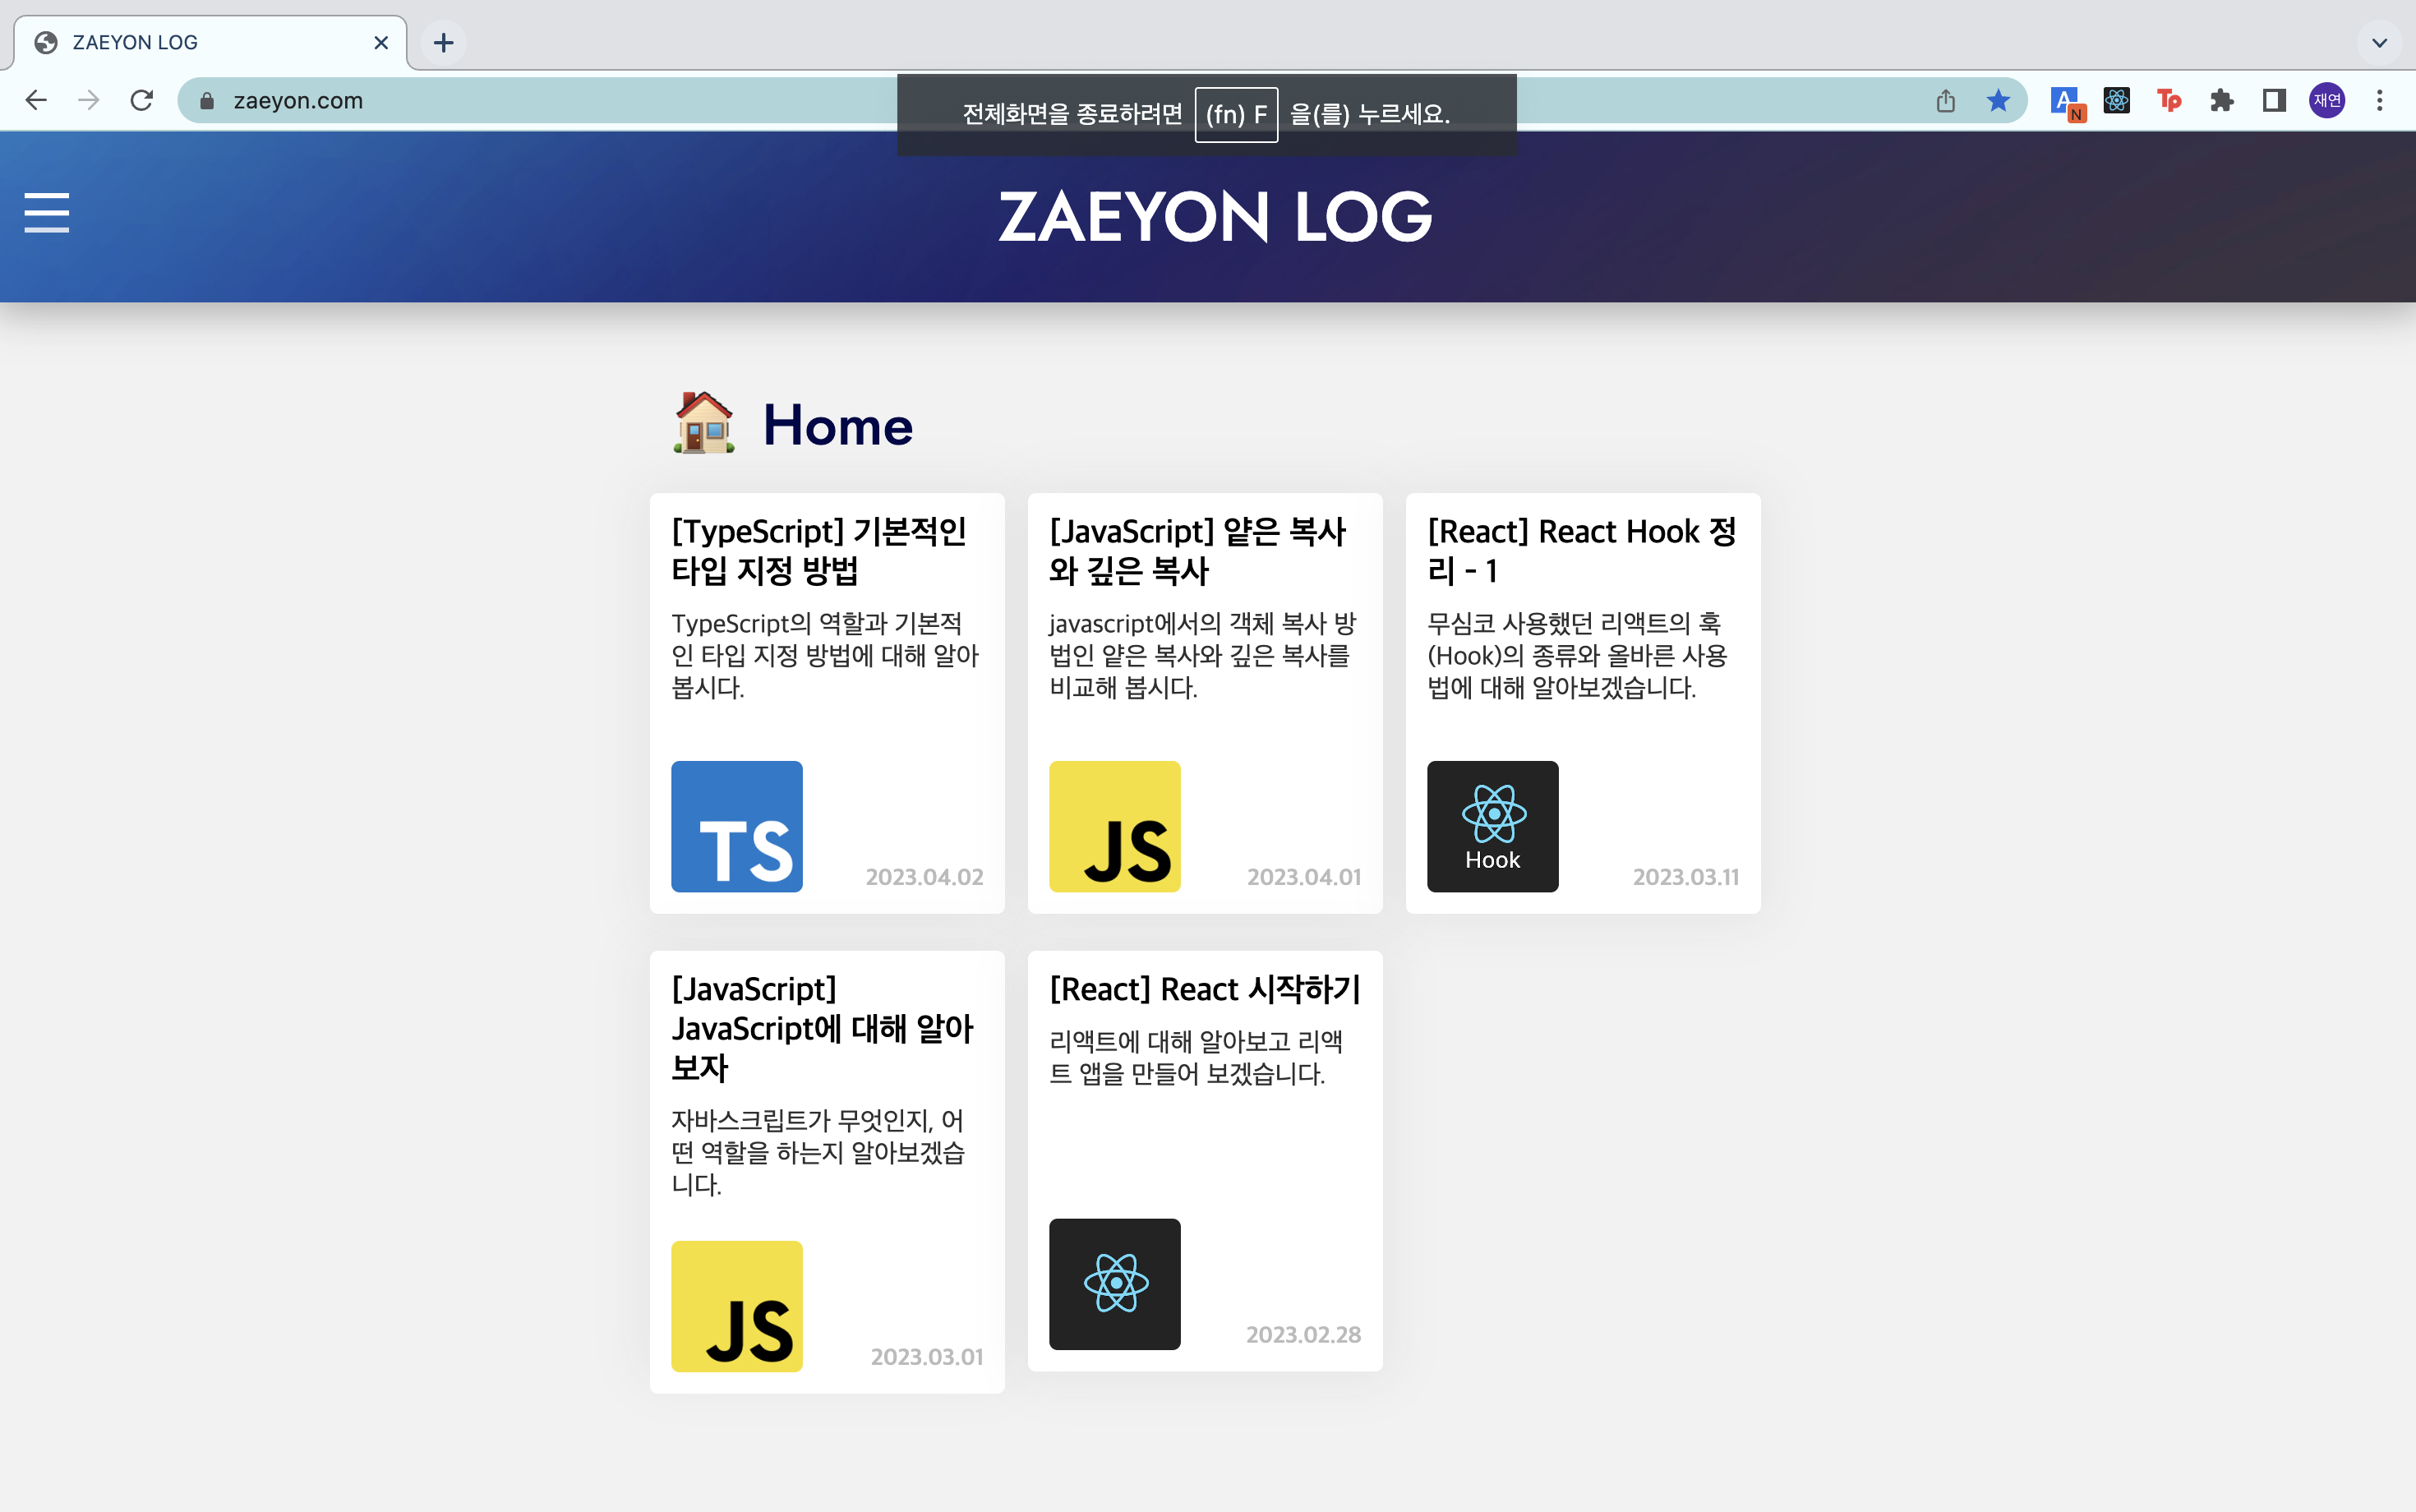 ZAEYON LOG
zaeyon.com
A
N
Tp
재연
전체화면을 종료하려면 (fn) F 을(를) 누르세요.
ZAEYON LOG
Home
[TypeScript] 기본적인
타입 지정 방법
TypeScript의 역할과 기본적
인 타입 지정 방법에 대해 알아
봅시다.
TS
2023.04.02
[JavaScript] 얕은 복사
와 깊은 복사
javascript에서의 객체 복사 방
법인 얕은 복사와 깊은 복사를
비교해 봅시다.
JS
2023.04.01
[React] React Hook 정
리 - 1
무심코 사용했던 리액트의 훅
(Hook)의 종류와 올바른 사용
법에 대해 알아보겠습니다.
Hook
2023.03.11
[JavaScript]
JavaScript에 대해 알아
보자
자바스크립트가 무엇인지, 어
떤 역할을 하는지 알아보겠습
니다.
JS
2023.03.01
[React] React 시작하기
리액트에 대해 알아보고 리액
트 앱을 만들어 보겠습니다.
2023.02.28